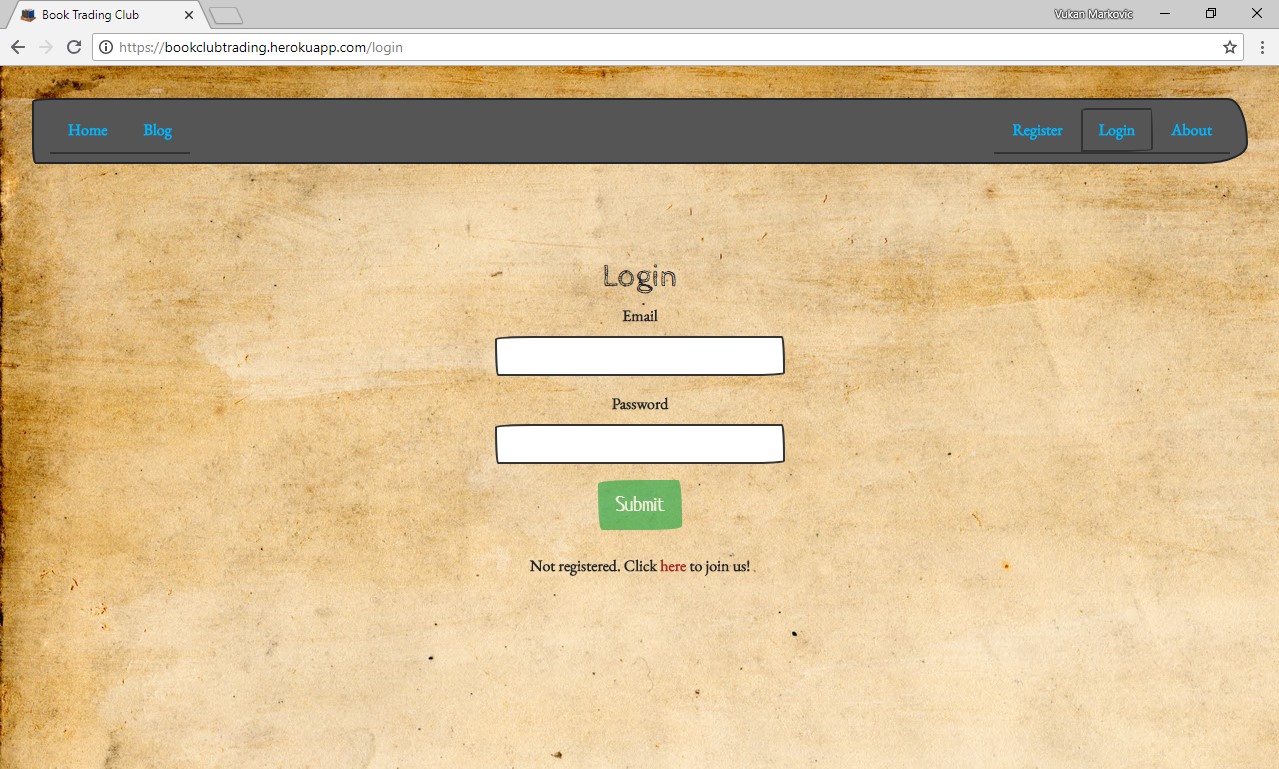 Book Trading Club
Vukan Markovic
https://bookclubtrading.herokuapp.com/login
Home Blog Register Login About
Login
Email
Password
Submit
Not registered. Click here to join us!